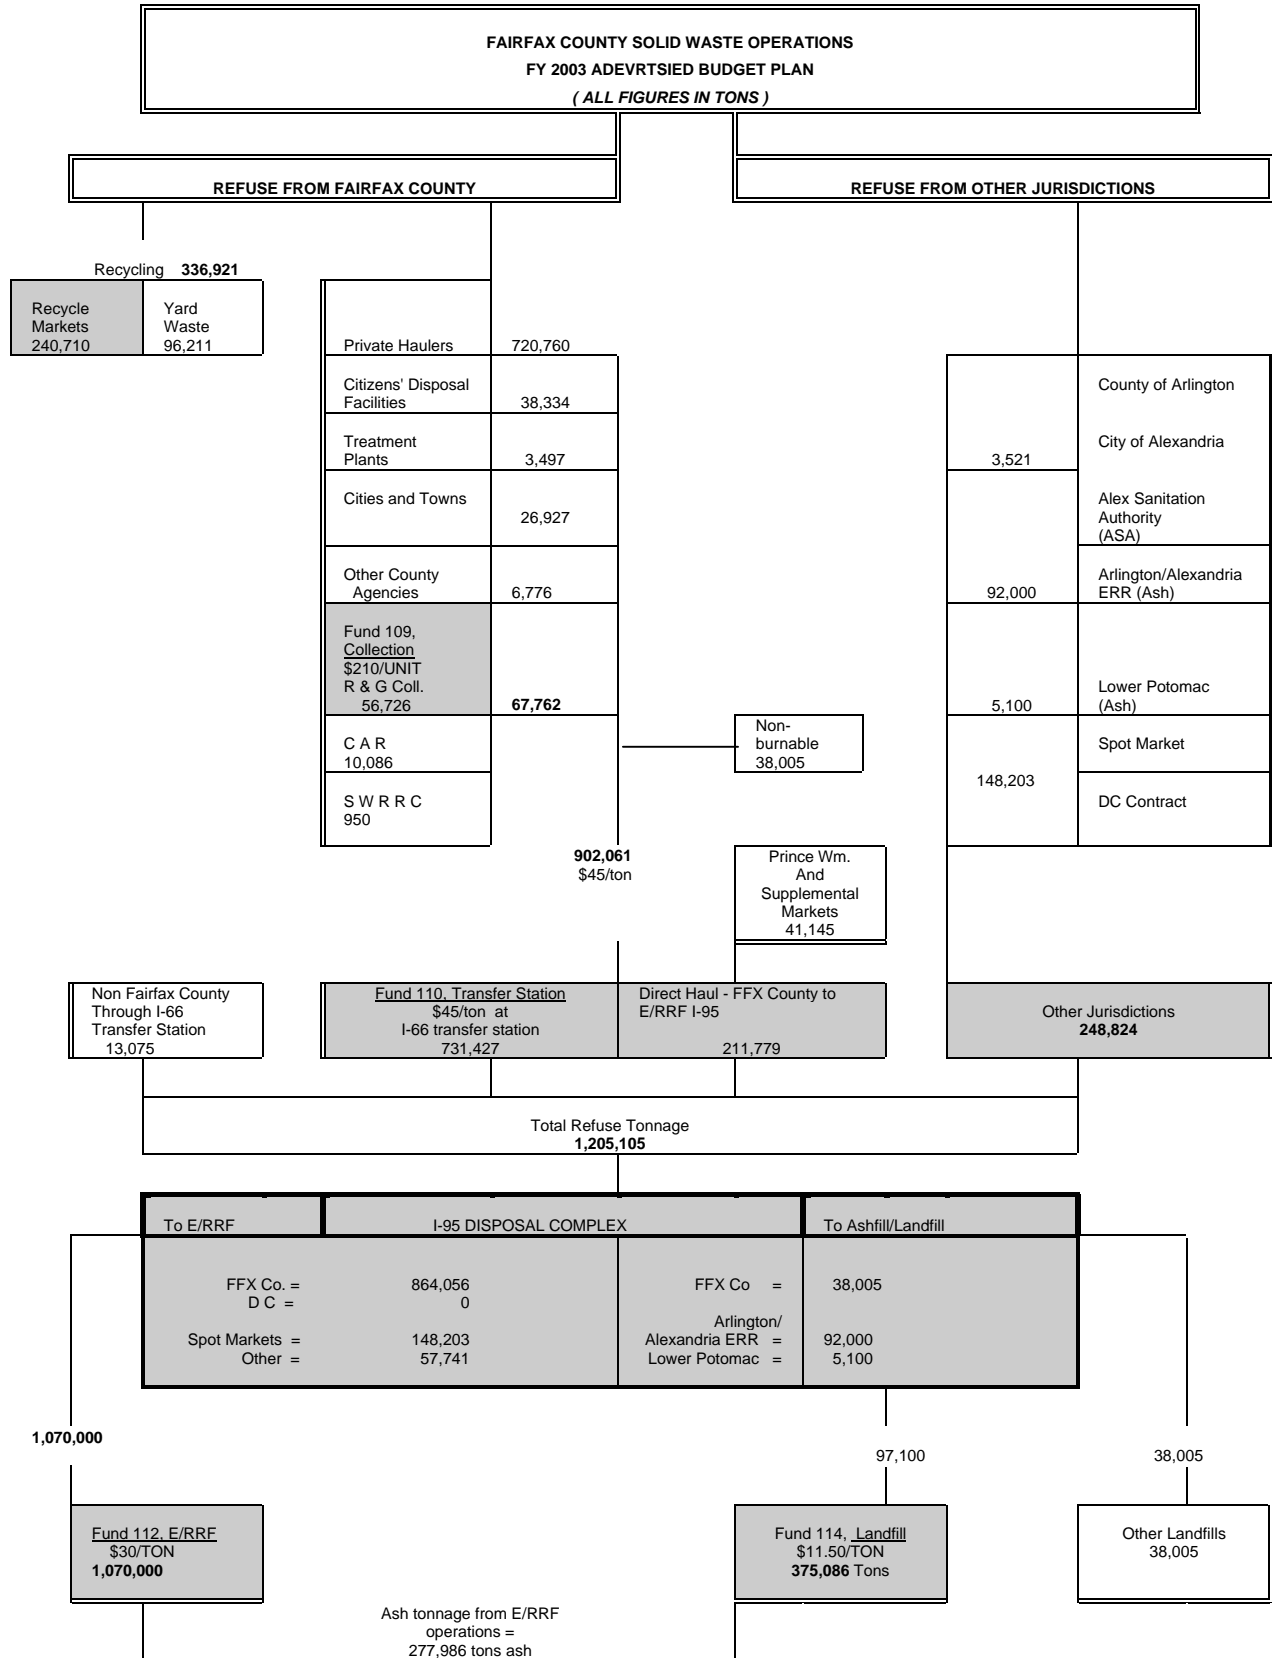 FAIRFAX COUNTY SOLID WASTE OPERATIONS
FY 2003 ADEVRTSIED BUDGET PLAN
( ALL FIGURES IN TONS )
REFUSE FROM FAIRFAX COUNTY
REFUSE FROM OTHER JURISDICTIONS
Recycling 336,921
Recycle
Markets
240,710
Yard
Waste
96,211
Private Haulers 720,760
Citizens' Disposal
Facilities 38,334
Treatment
Plants 3,497
Cities and Towns
26,927
Other County
Agencies 6,776
Fund 109,
Collection
$210/UNIT
R & G Coll.
56,726 67,762
C A R
10,086
S W R R C
950
Non-
burnable
38,005
County of Arlington
City of Alexandria
3,521
Alex Sanitation
Authority
(ASA)
Arlington/Alexandria
92,000 ERR (Ash)
Lower Potomac
5,100 (Ash)
Spot Market
148,203
DC Contract
902,061
$45/ton
Prince Wm.
And
Supplemental
Markets
41,145
Non Fairfax County
Through I-66
Transfer Station
13,075
Fund 110, Transfer Station
$45/ton at
I-66 transfer station
731,427
Direct Haul - FFX County to
E/RRF I-95
211,779
Other Jurisdictions
248,824
Total Refuse Tonnage
1,205,105
To E/RRF I-95 DISPOSAL COMPLEX To Ashfill/Landfill
FFX Co. = 864,056
D C = 0
Spot Markets = 148,203
Other = 57,741
FFX Co = 38,005
Arlington/
Alexandria ERR = 92,000
Lower Potomac = 5,100
1,070,000
97,100
38,005
Fund 112, E/RRF
$30/TON
1,070,000
Fund 114, Landfill
$11.50/TON
375,086 Tons
Other Landfills
38,005
Ash tonnage from E/RRF
operations =
277,986 tons ash